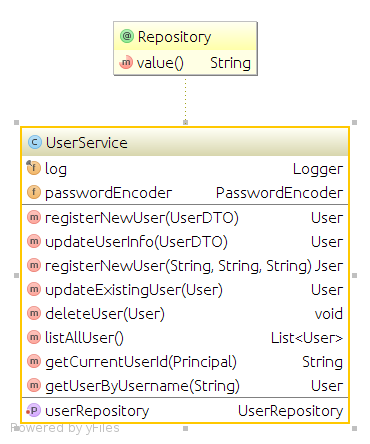 @ Repository
m value() String
C UserService
f log Logger
f passwordEncoder PasswordEncoder
m registerNewUser(UserDTO) User
m updateUserInfo(UserDTO) User
m registerNewUser(String, String, String) Jser
m updateExistingUser(User) User
m deleteUser(User) void
m listAllUser() List<User>
m getCurrentUserId(Principal) String
m getUserByUsername(String) User
P userRepository UserRepository
Powered by yFiles